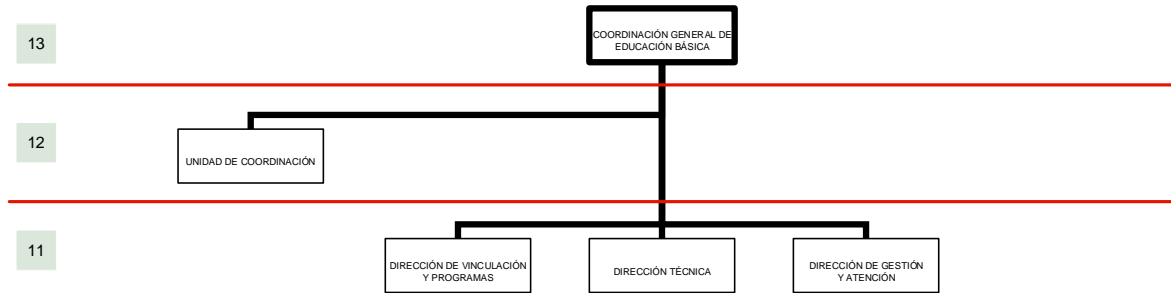 13
COORDINACIÓN GENERAL DE
EDUCACIÓN BÁSICA
12
UNIDAD DE COORDINACIÓN
11
DIRECCIÓN DE VINCULACIÓN
Y PROGRAMAS
DIRECCIÓN TÉCNICA
DIRECCIÓN DE GESTIÓN
Y ATENCIÓN